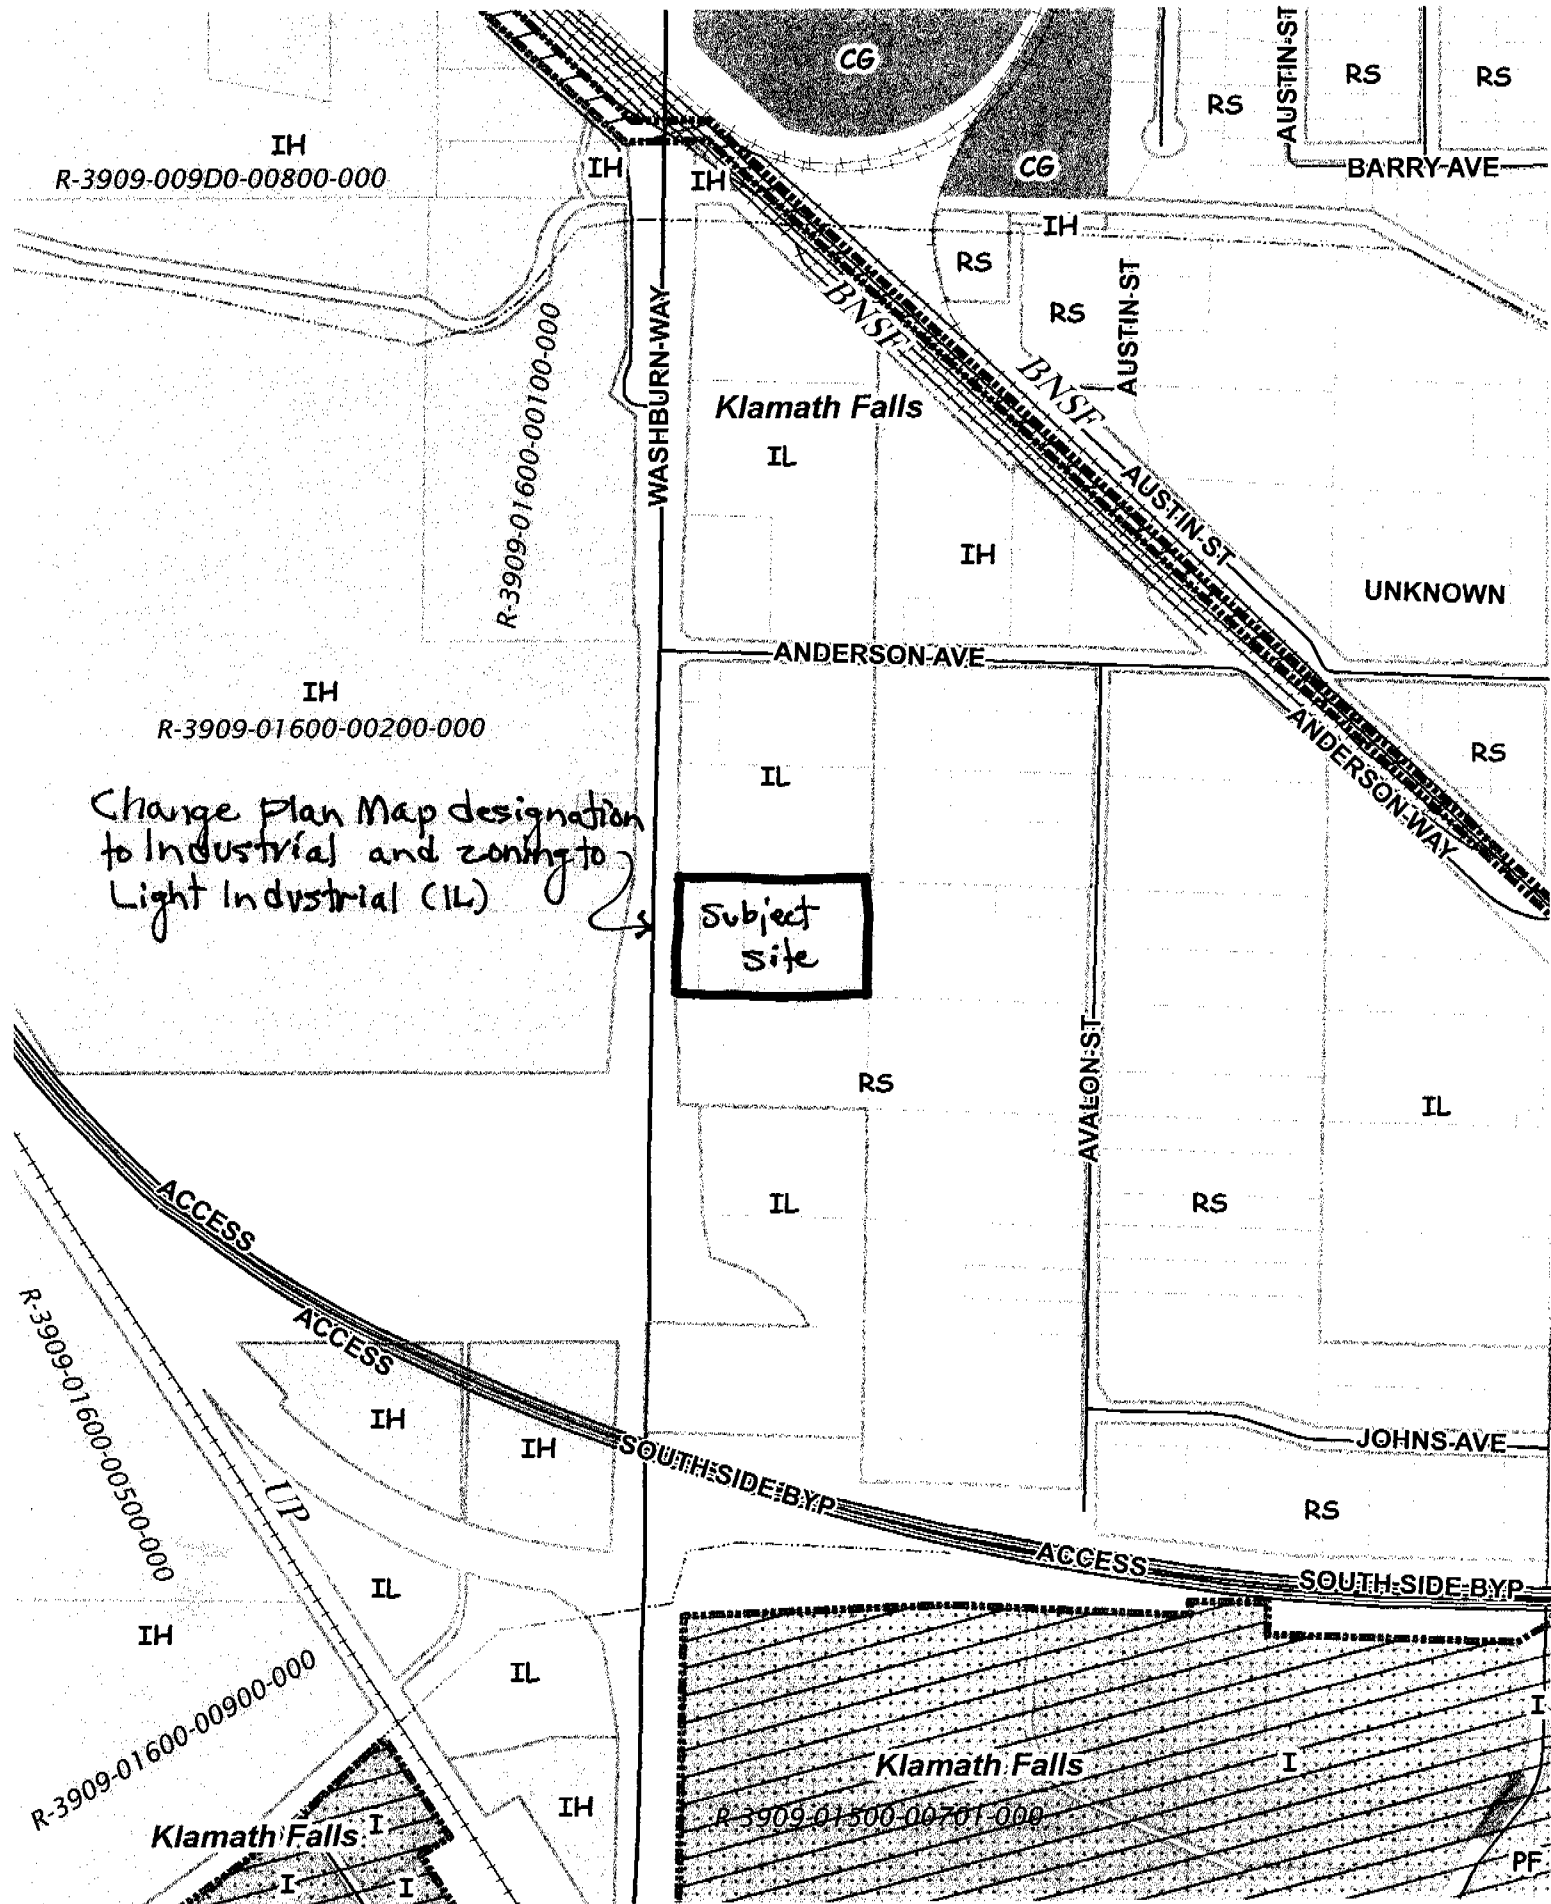 CG
AUSTIN-ST
RS
RS
RS
IH
R-3909-009D0-00800-000
IH
IH
CG
BARRY AVE
IH
RS
RS
AUSTIN-ST
BNSF
BNSF
R-3909-01600-00100-000
WASHBURN-WAY
Klamath Falls
IL
AUSTIN-ST
IH
UNKNOWN
ANDERSON-AVE
IH
R-3909-01600-00200-000
ANDERSON-WAY
RS
IL
Change plan Map designation
to Industrial and zoning to
Light Industrial (IL)
Subject
site
AVALON-ST
RS
IL
IL
RS
ACCESS
ACCESS
R-3909-01600-00500-000
IH
IH
SOUTH-SIDE-BYP
JOHNS-AVE
UP
RS
ACCESS
SOUTH-SIDE-BYP
IL
IH
IL
R-3909-01600-00900-000
I
Klamath Falls
I
R-3909-01500-00701-000
IH
Klamath Falls
I
PF
I
I